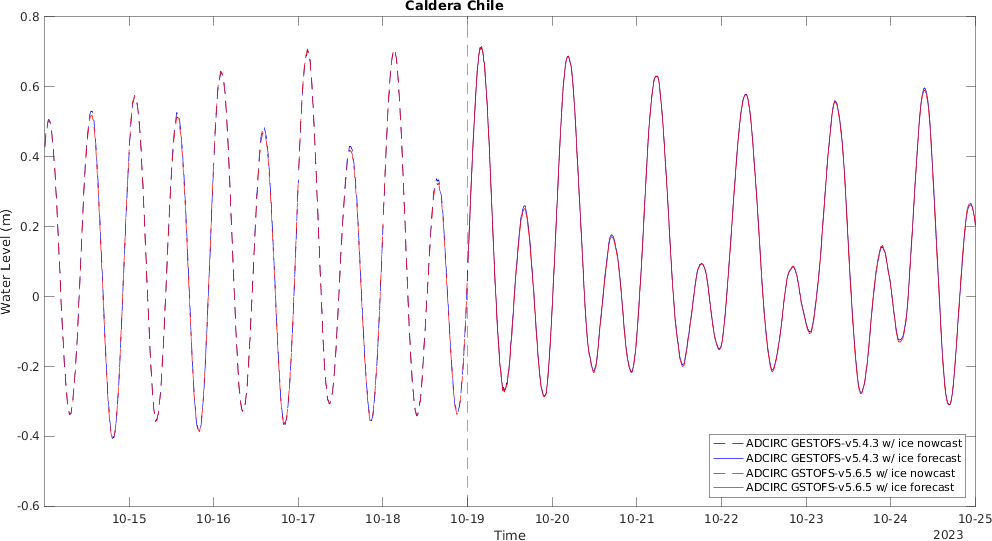 Caldera Chile
0.8
0.6
0.4
0.2
0
-0.2
-0.4
-0.6
Water Level (m)
ADCIRC GESTOFS-v5.4.3 w/ ice nowcast
ADCIRC GESTOFS-v5.4.3 w/ ice forecast
ADCIRC GSTOFS-v5.6.5 w/ ice nowcast
ADCIRC GSTOFS-v5.6.5 w/ ice forecast
10-15 10-16 10-17 10-18 10-19 10-20 10-21 10-22 10-23 10-24 10-25
Time
2023